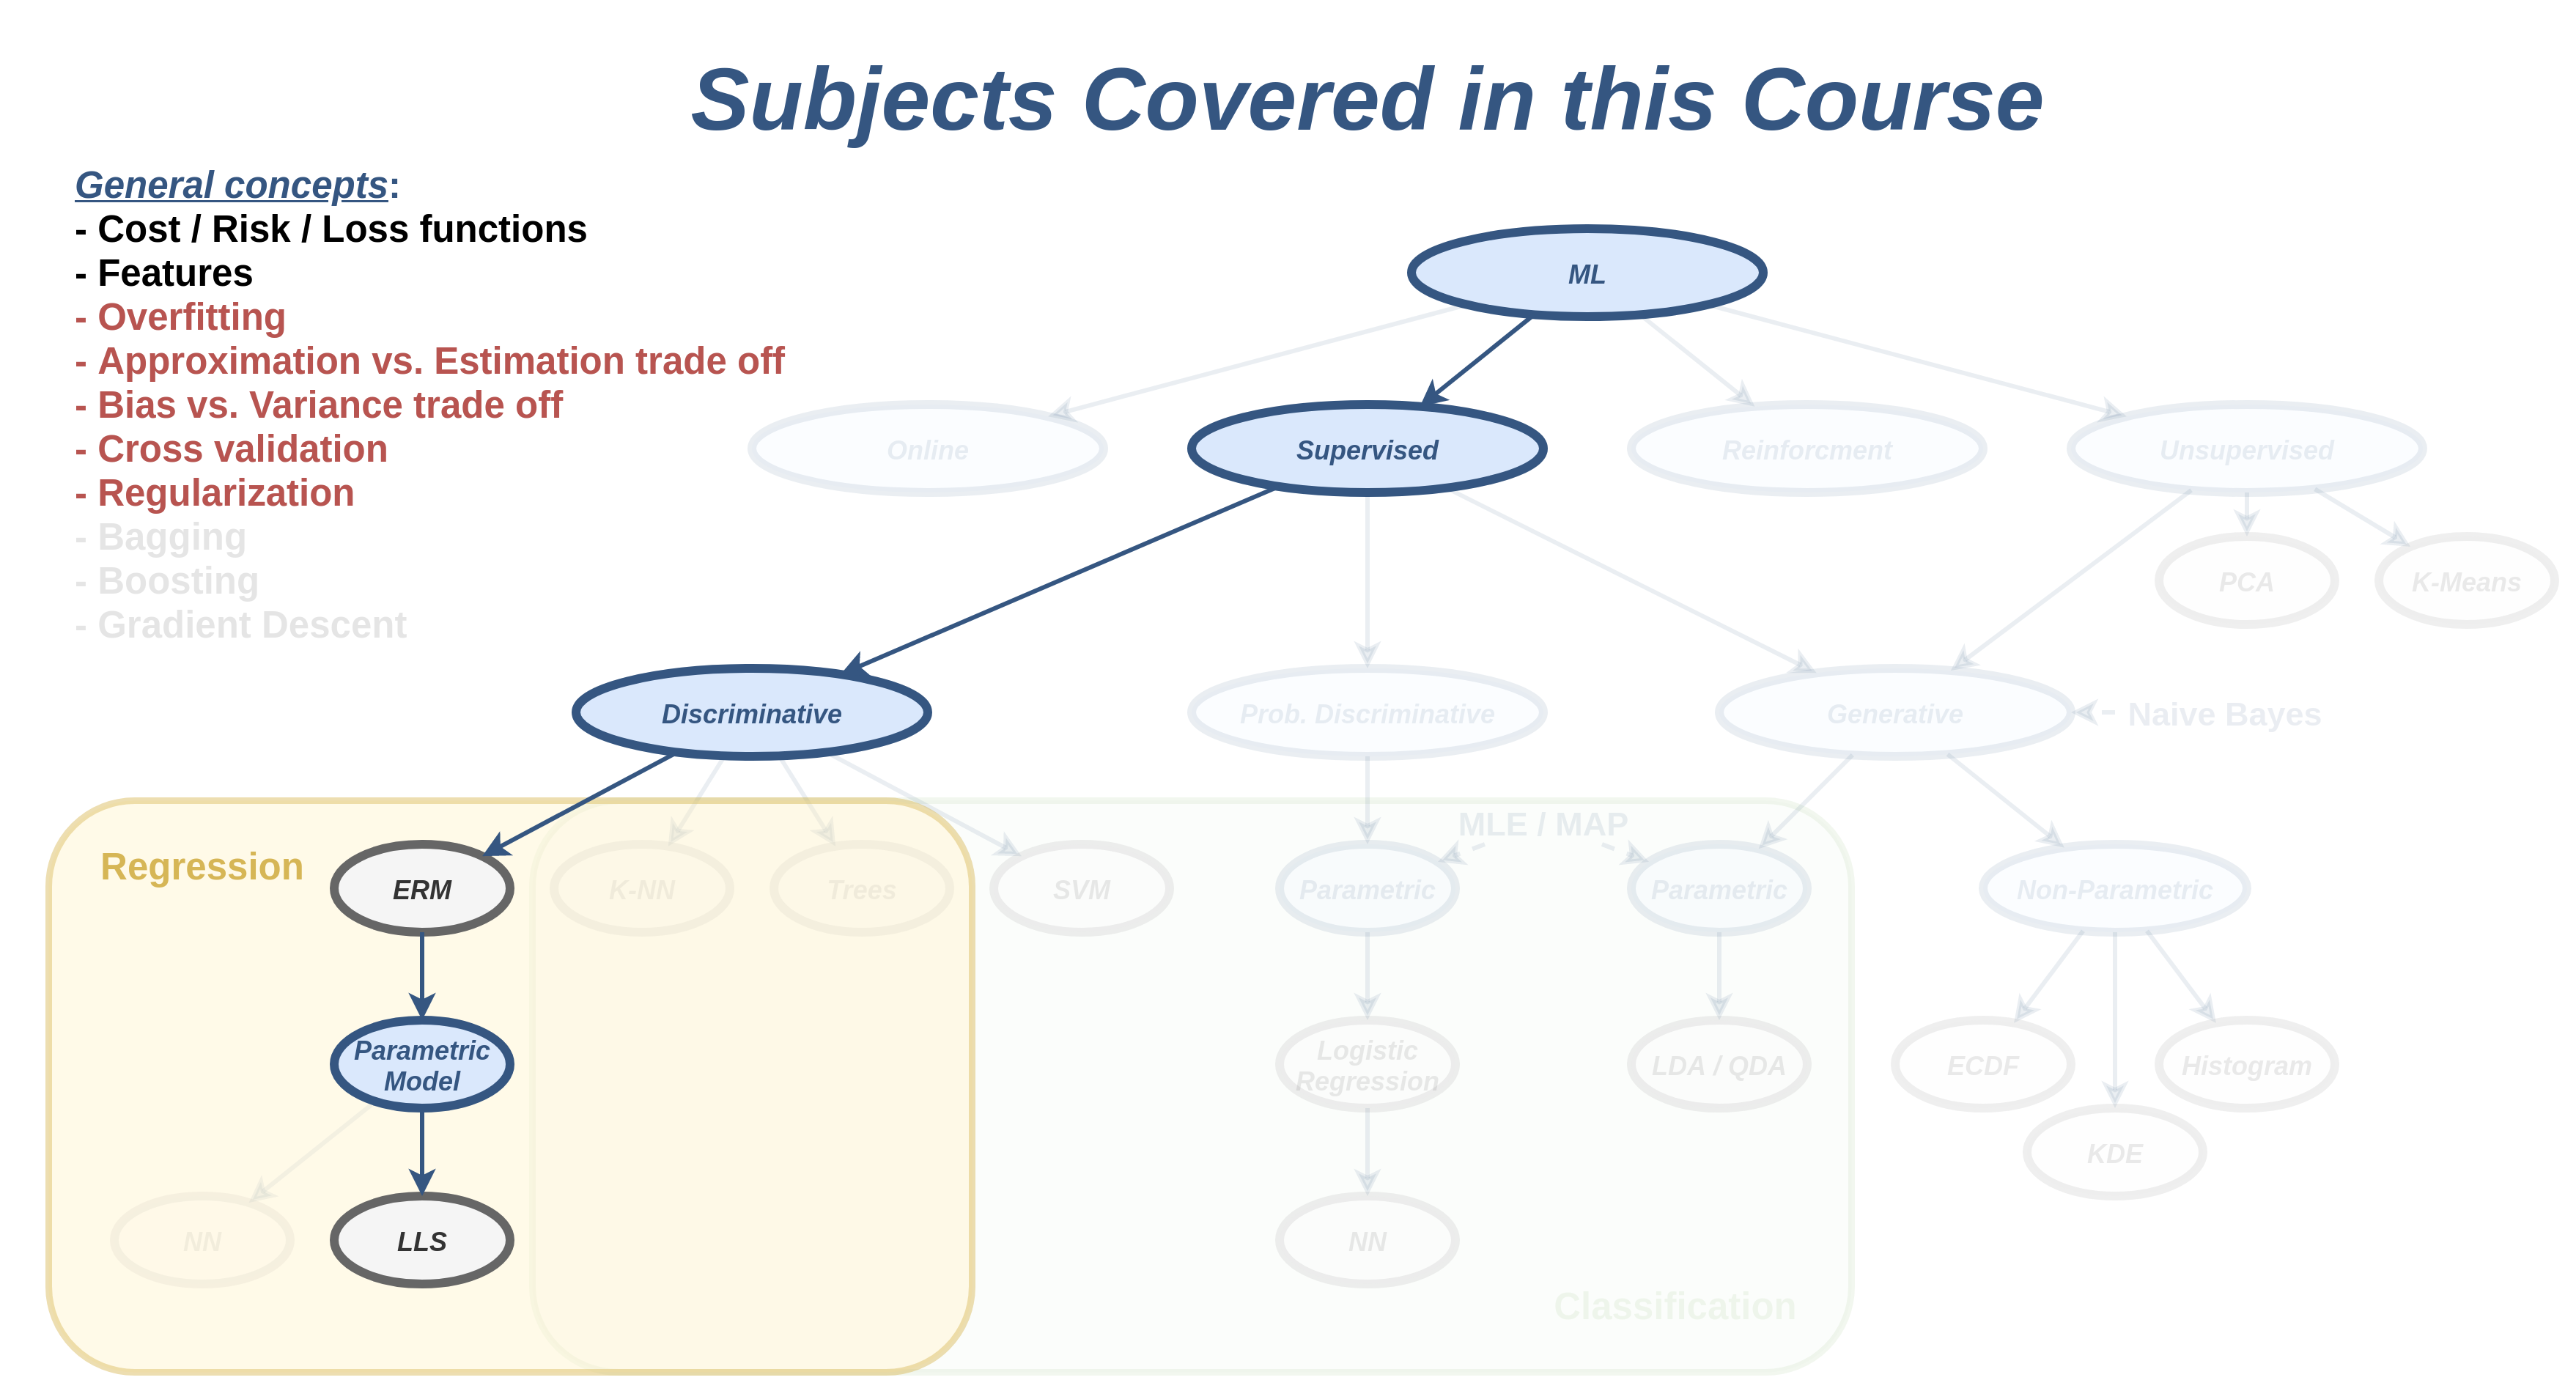 Subjects Covered in this Course
General concepts:
- Cost / Risk / Loss functions
- Features
- Overfitting
- Approximation vs. Estimation trade off
- Bias vs. Variance trade off
- Cross validation
- Regularization
- Bagging
- Boosting
- Gradient Descent
ML
Online
Supervised
Reinforcment
Unsupervised
PCA
K-Means
Discriminative
Prob. Discriminative
Generative
Naive Bayes
Regression
MLE / MAP
ERM
K-NN
Trees
SVM
Parametric
Parametric
Non-Parametric
Parametric
Model
Logistic
Regression
LDA / QDA
ECDF
Histogram
KDE
NN
LLS
NN
Classification